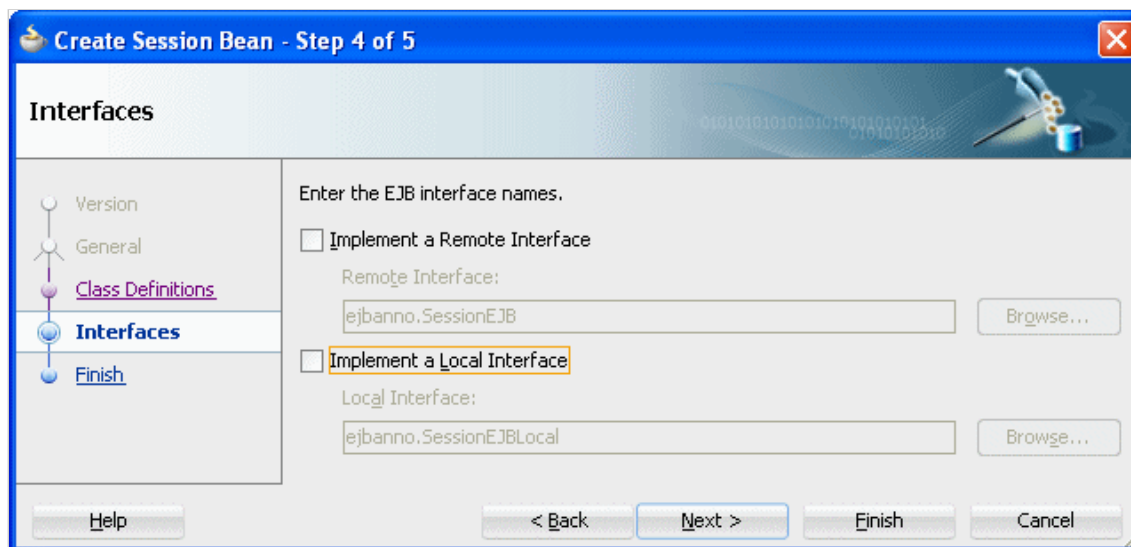 Create Session Bean - Step 4 of 5
Interfaces
010101010101010101010101010101
01010101010
Version
General
Class Definitions
Interfaces
Finish
Enter the EJB interface names.
Implement a Remote Interface
Remote Interface:
ejbanno.SessionEJB
Browse...
Implement a Local Interface
Local Interface:
ejbanno.SessionEJBLocal
Browse...
Help
< Back
Next >
Finish
Cancel